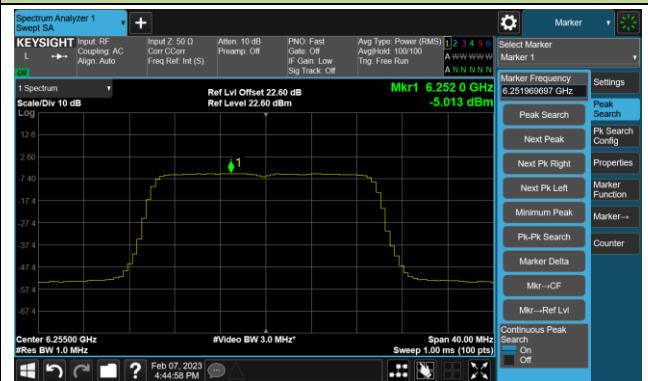 Spectrum Analyzer 1
Swept SA
Marker
KEYSIGHT
L
Input: RF
Coupling: AC
Align: Auto
Input Z: 50 Ω
Corr CCorr
Freq Ref: Int (S)
Atten: 10 dB
Preamp: Off
PNO: Fast
Gate: Off
IF Gain: Low
Sig Track: Off
Avg Type: Power (RMS)
Avg|Hold: 100/100
Trig: Free Run
1 2 3 4 5 6
A W W W W W
A N N N N N
Select Marker
Marker 1
1 Spectrum
Scale/Div 10 dB
Log
Ref Lvl Offset 22.60 dB
Ref Level 22.60 dBm
Mkr1 6.252 0 GHz
-5.013 dBm
12.6
2.60
-7.40
-17.4
-27.4
-37.4
-47.4
-57.4
-67.4
1
Center 6.25500 GHz
#Res BW 1.0 MHz
#Video BW 3.0 MHz*
Span 40.00 MHz
Sweep 1.00 ms (100 pts)
Marker Frequency
6.251969697 GHz
Peak Search
Next Peak
Next Pk Right
Next Pk Left
Minimum Peak
Pk-Pk Search
Marker Delta
Mkr→CF
Mkr→Ref Lvl
Continuous Peak
Search
On
Off
Settings
Peak
Search
Pk Search
Config
Properties
Marker
Function
Marker→
Counter
?
Feb 07, 2023
4:44:58 PM